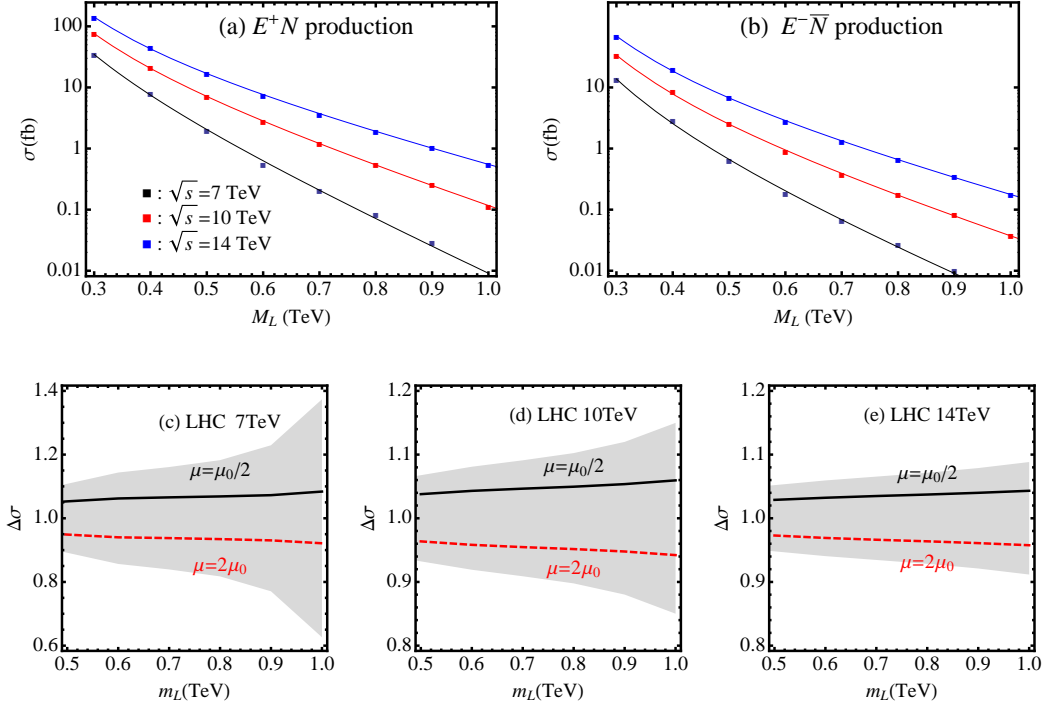 (a) E⁺N production
100
10
1
0.1
0.01
σ(fb)
■ : √s =7 TeV
■ : √s =10 TeV
■ : √s =14 TeV
0.3 0.4 0.5 0.6 0.7 0.8 0.9 1.0
M_L (TeV)
(b) E⁻N̅ production
100
10
1
0.1
0.01
σ(fb)
0.3 0.4 0.5 0.6 0.7 0.8 0.9 1.0
M_L (TeV)
(c) LHC 7TeV
1.4
1.2
1.0
0.8
0.6
Δσ
μ=μ₀/2
μ=2μ₀
0.5 0.6 0.7 0.8 0.9 1.0
m_L(TeV)
(d) LHC 10TeV
1.2
1.1
1.0
0.9
0.8
Δσ
μ=μ₀/2
μ=2μ₀
0.5 0.6 0.7 0.8 0.9 1.0
m_L(TeV)
(e) LHC 14TeV
1.2
1.1
1.0
0.9
0.8
Δσ
μ=μ₀/2
μ=2μ₀
0.5 0.6 0.7 0.8 0.9 1.0
m_L(TeV)